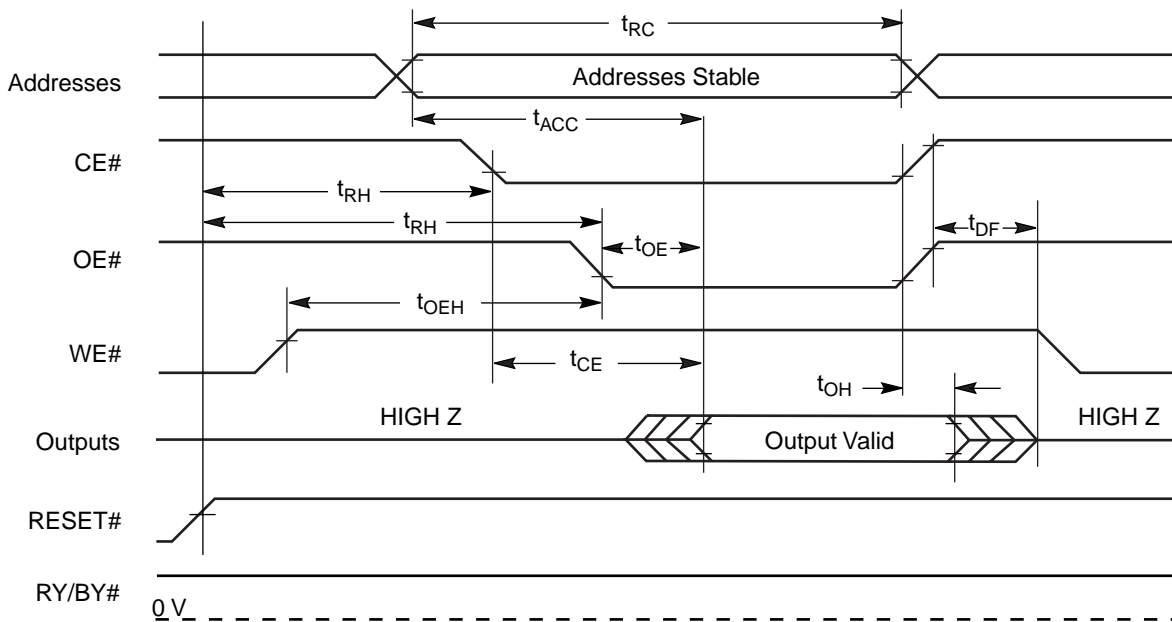 tRC
Addresses
Addresses Stable
tACC
CE#
tRH
tRH
tDF
OE#
tOE
tOEH
WE#
tCE
tOH
HIGH Z
HIGH Z
Outputs
Output Valid
RESET#
RY/BY#
0 V